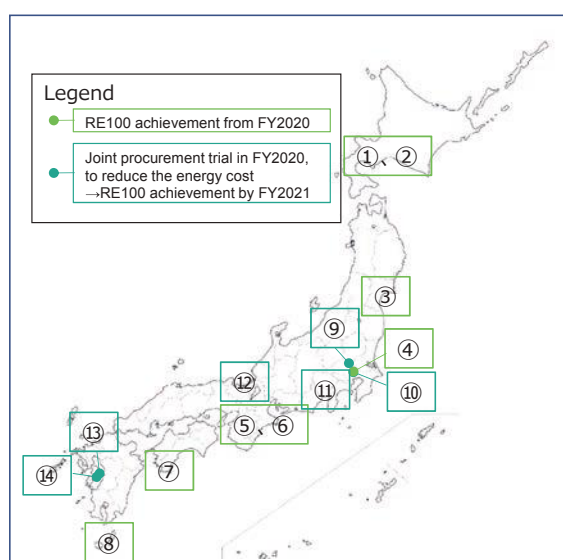 Legend
RE100 achievement from FY2020
Joint procurement trial in FY2020,
to reduce the energy cost
→RE100 achievement by FY2021
①、②
③
⑨
④
⑫
⑪
⑩
⑬
⑤、⑥
⑭
⑦
⑧